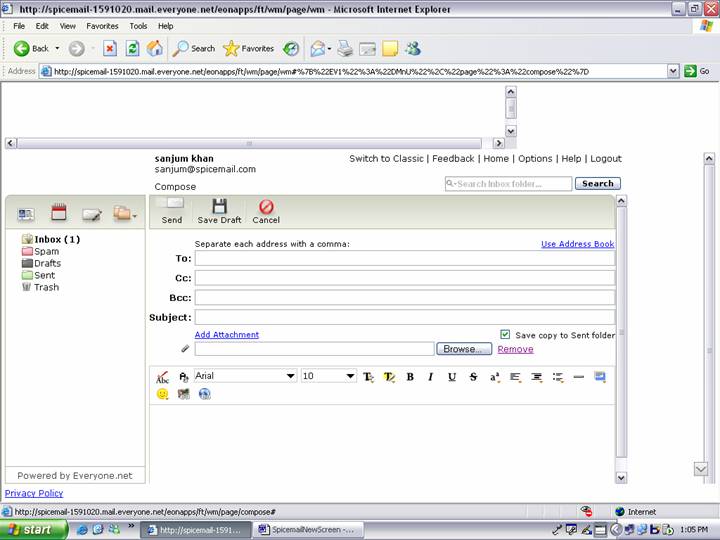 http://spicemail-1591020.mail.everyone.net/eonapps/ft/wm/page/wm - Microsoft Internet Explorer
File Edit View Favorites Tools Help
Back Search Favorites
Address http://spicemail-1591020.mail.everyone.net/eonapps/ft/wm/page/wm#%7B%22EV1%22%3A%22DMnU%22%2C%22page%22%3A%22compose%22%7D Go
sanjum khan Switch to Classic | Feedback | Home | Options | Help | Logout
sanjum@spicemail.com
Compose Search Inbox folder... Search
Send Save Draft Cancel
Inbox (1)
Spam
Drafts
Sent
Trash
Separate each address with a comma: Use Address Book
To:
Cc:
Bcc:
Subject:
Add Attachment Save copy to Sent folder
Browse... Remove
Abc Arial 10 T T B I U S
Powered by Everyone.net
Privacy Policy
http://spicemail-1591020.mail.everyone.net/eonapps/ft/wm/page/compose# Internet
start http://spicemail-1591... SpicemailNewScreen -... 1:05 PM